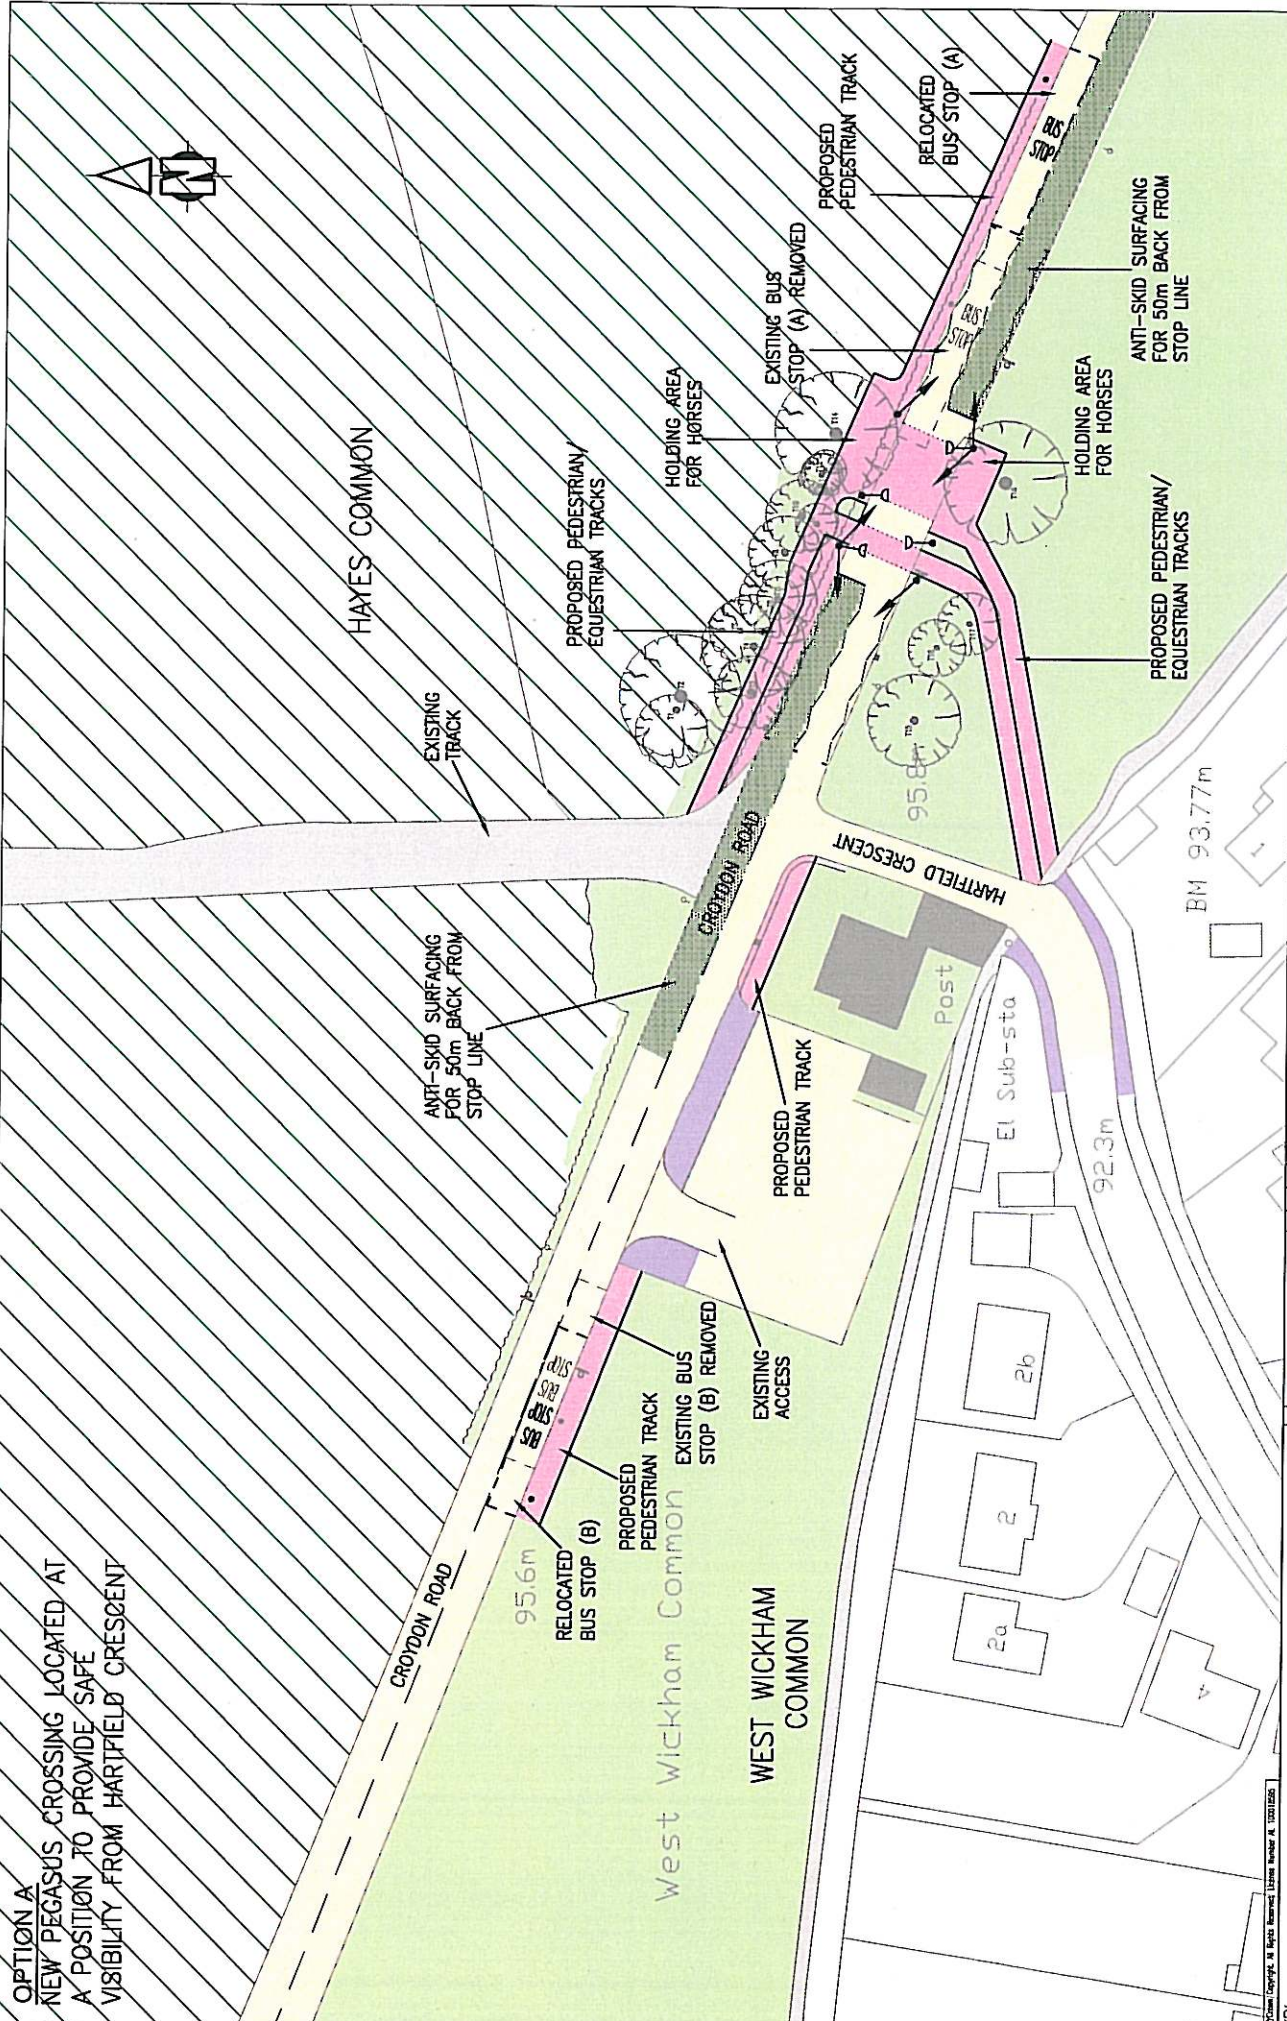 OPTION A
NEW PEGASUS CROSSING LOCATED AT
A POSITION TO PROVIDE SAFE
VISIBILITY FROM HARTFIELD CRESCENT
N
HAYES COMMON
EXISTING
TRACK
ANTI-SKID SURFACING
FOR 50m BACK FROM
STOP LINE
PROPOSED PEDESTRIAN/
EQUESTRIAN TRACKS
HOLDING AREA
FOR HORSES
EXISTING BUS
STOP (A) REMOVED
PROPOSED
PEDESTRIAN TRACK
RELOCATED
BUS STOP (A)
BUS
STOP
BUS
STOP
ANTI-SKID SURFACING
FOR 50m BACK FROM
STOP LINE
HOLDING AREA
FOR HORSES
PROPOSED PEDESTRIAN/
EQUESTRIAN TRACKS
CROYDON ROAD
CROYDON ROAD
HARTFIELD CRESCENT
95.8m
BUS
STOP
BUS
STOP
95.6m
RELOCATED
BUS STOP (B)
PROPOSED
PEDESTRIAN TRACK
EXISTING BUS
STOP (B) REMOVED
EXISTING
ACCESS
PROPOSED
PEDESTRIAN TRACK
Post
El Sub-sta
92.3m
BM 93.77m
West Wickham Common
WEST WICKHAM
COMMON
2b
2
2a
4
1